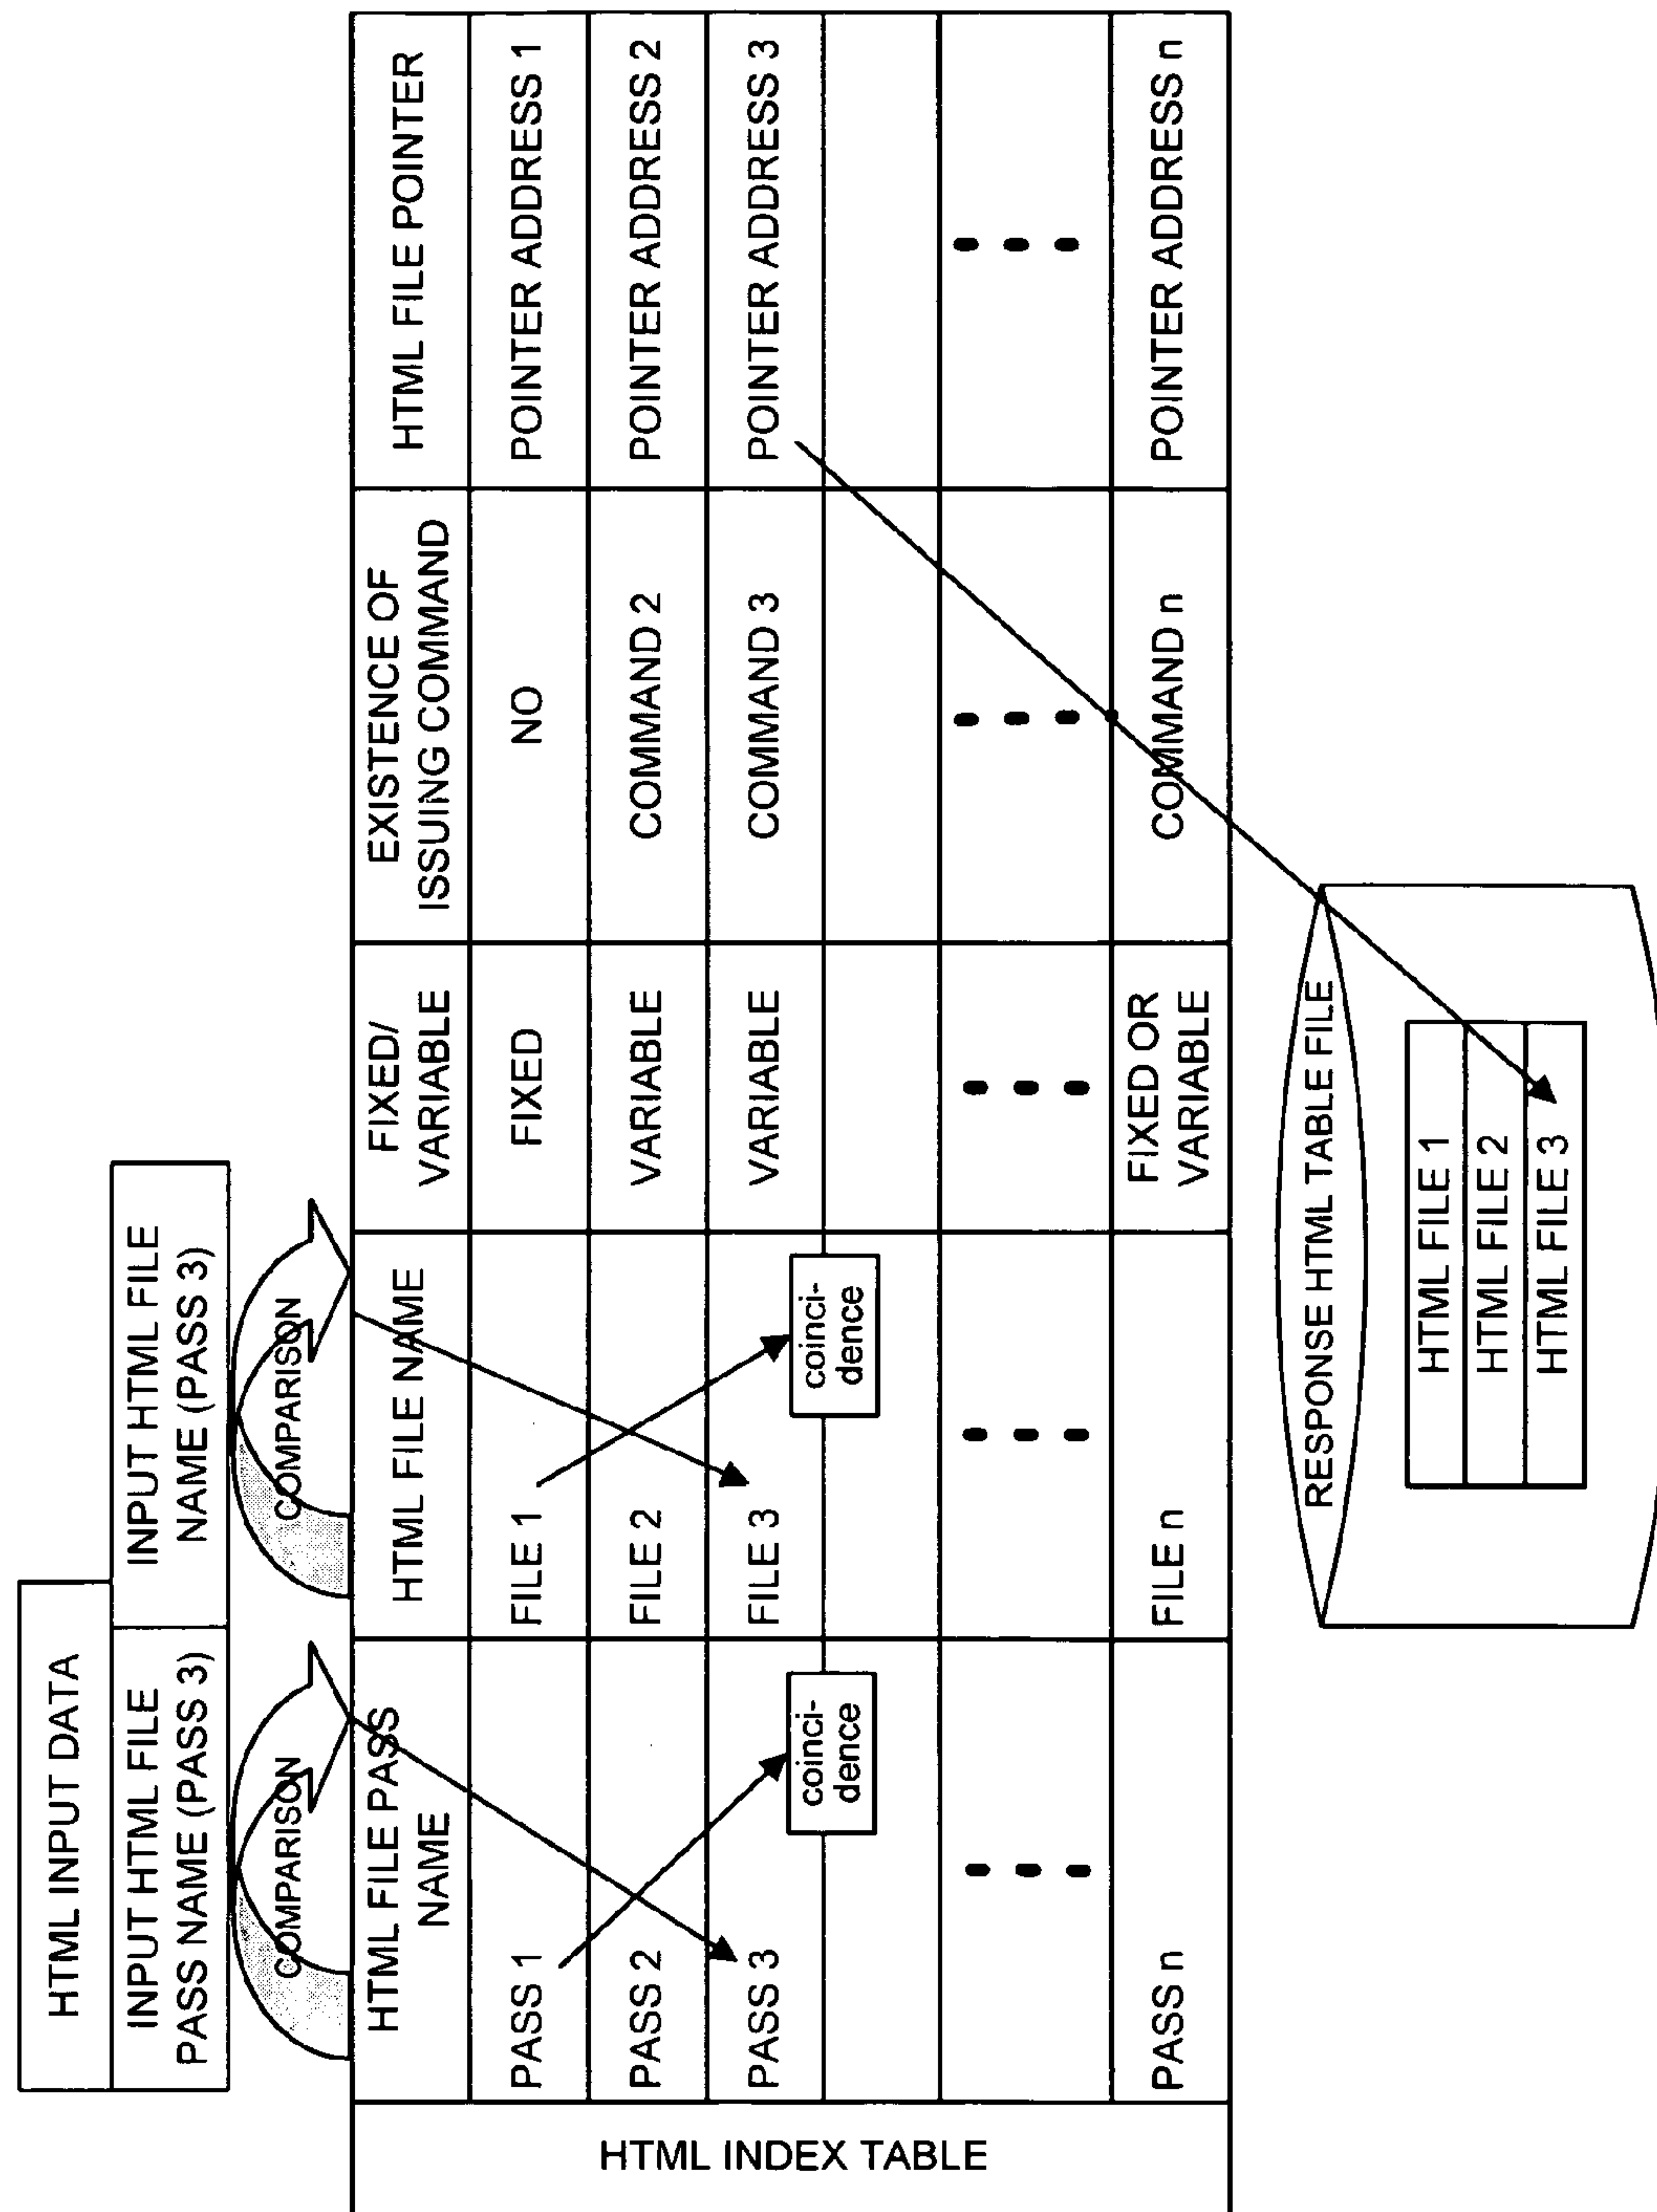 HTML INPUT DATA
INPUT HTML FILE
PASS NAME (PASS 3)
INPUT HTML FILE
NAME (PASS 3)
COMPARISON
COMPARISON
HTML INDEX TABLE
HTML FILE PASS
NAME
HTML FILE NAME
FIXED/
VARIABLE
EXISTENCE OF
ISSUING COMMAND
HTML FILE POINTER
PASS 1
FILE 1
FIXED
NO
POINTER ADDRESS 1
PASS 2
FILE 2
VARIABLE
COMMAND 2
POINTER ADDRESS 2
PASS 3
FILE 3
VARIABLE
COMMAND 3
POINTER ADDRESS 3
coinci-
dence
coinci-
dence
PASS n
FILE n
FIXED OR
VARIABLE
COMMAND n
POINTER ADDRESS n
RESPONSE HTML TABLE FILE
HTML FILE 1
HTML FILE 2
HTML FILE 3